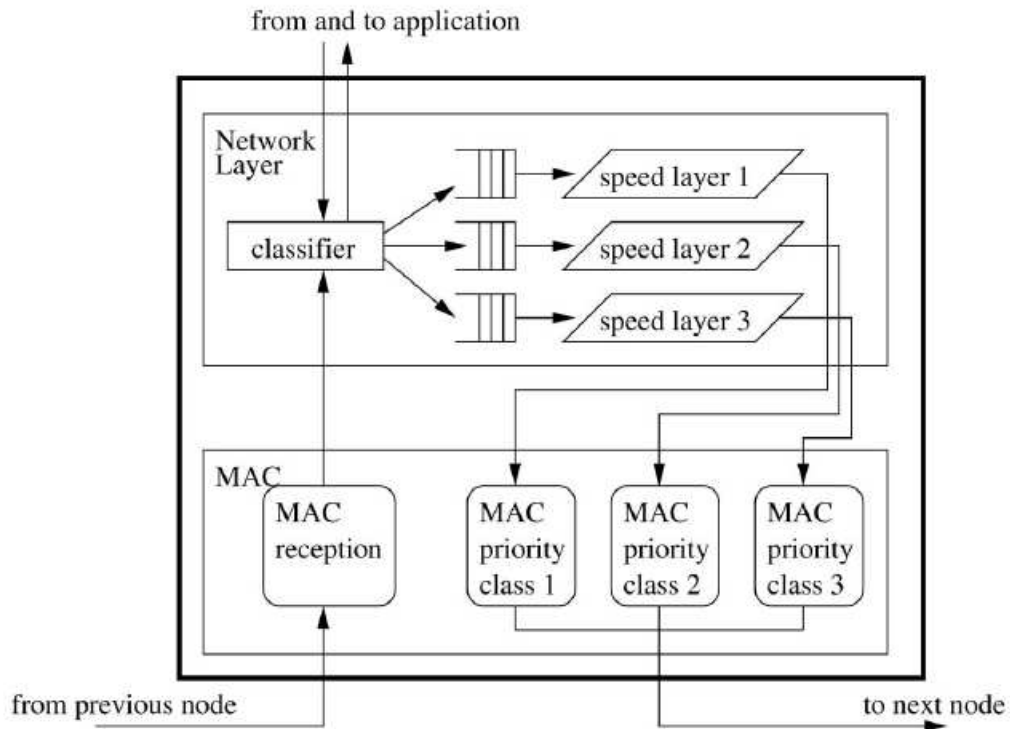 from and to application
Network
Layer
speed layer 1
classifier
speed layer 2
speed layer 3
MAC
MAC
reception
MAC
priority
class 1
MAC
priority
class 2
MAC
priority
class 3
from previous node
to next node